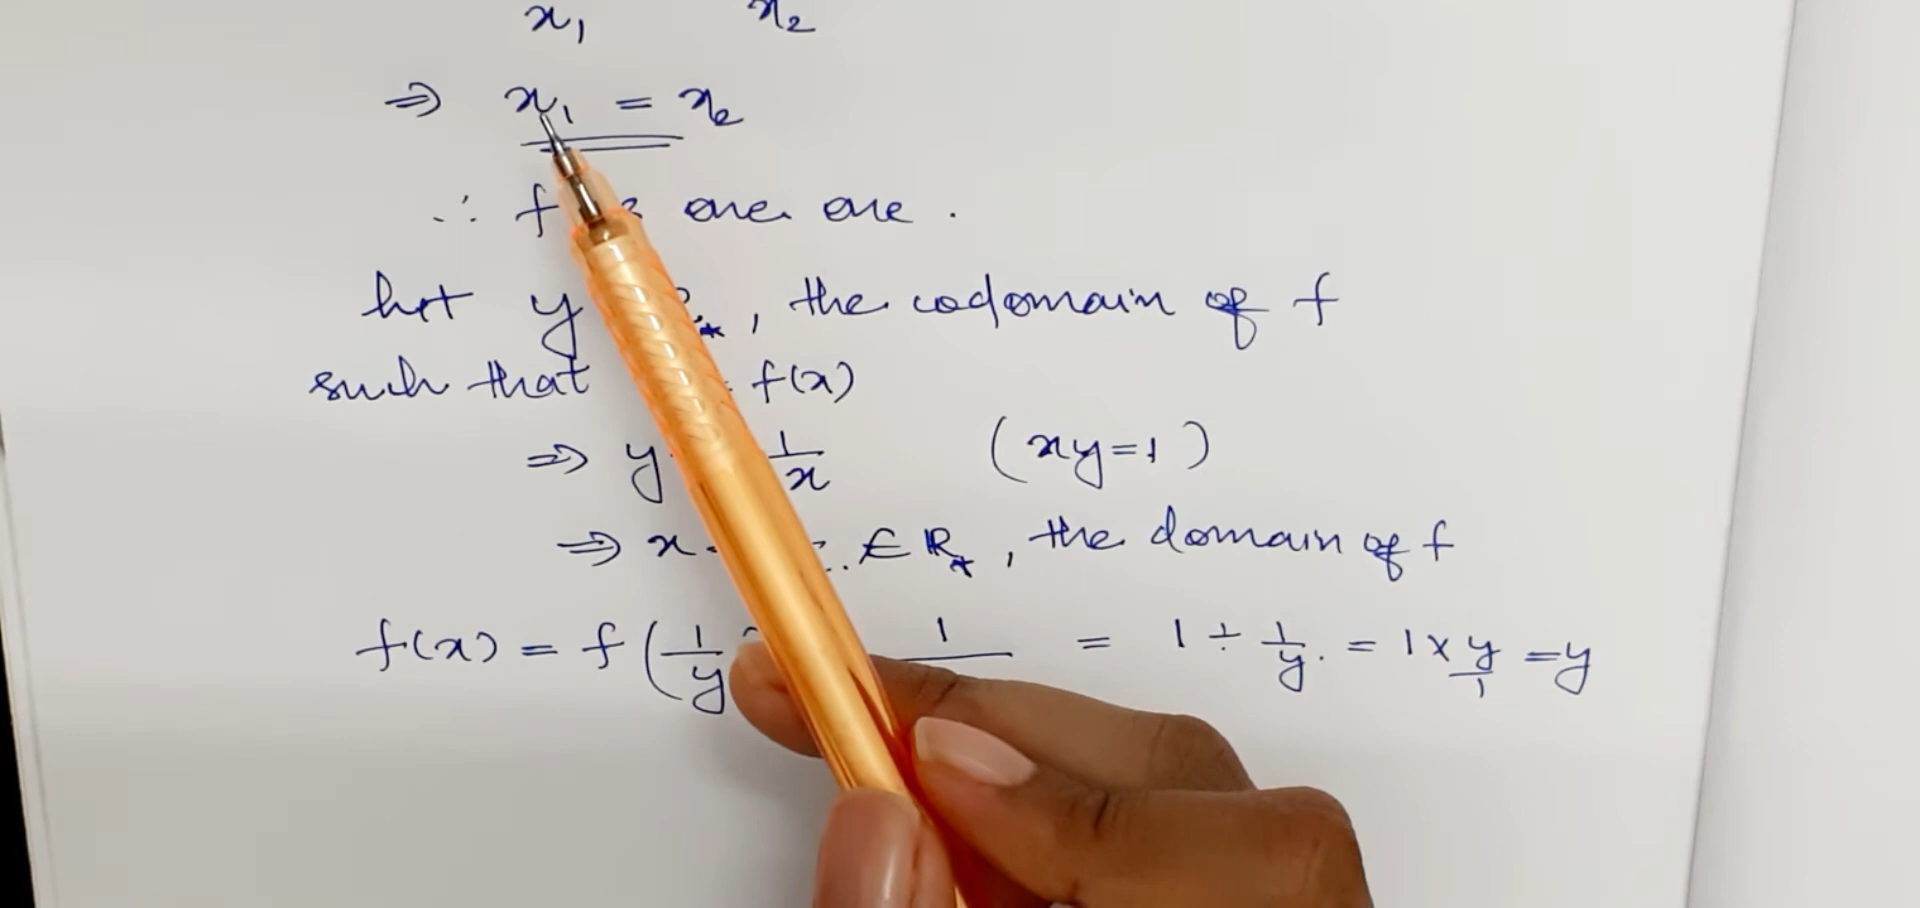 x₁ x₂
⇒ x₁ = x₂
∴ f one one.
let y R*, the codomain of f
such that f(x)
⇒ y 1/x (xy=1)
⇒ x ∈ R*, the domain of f
f(x) = f(1/y 1 = 1 ÷ 1/y. = 1 × y/1 = y